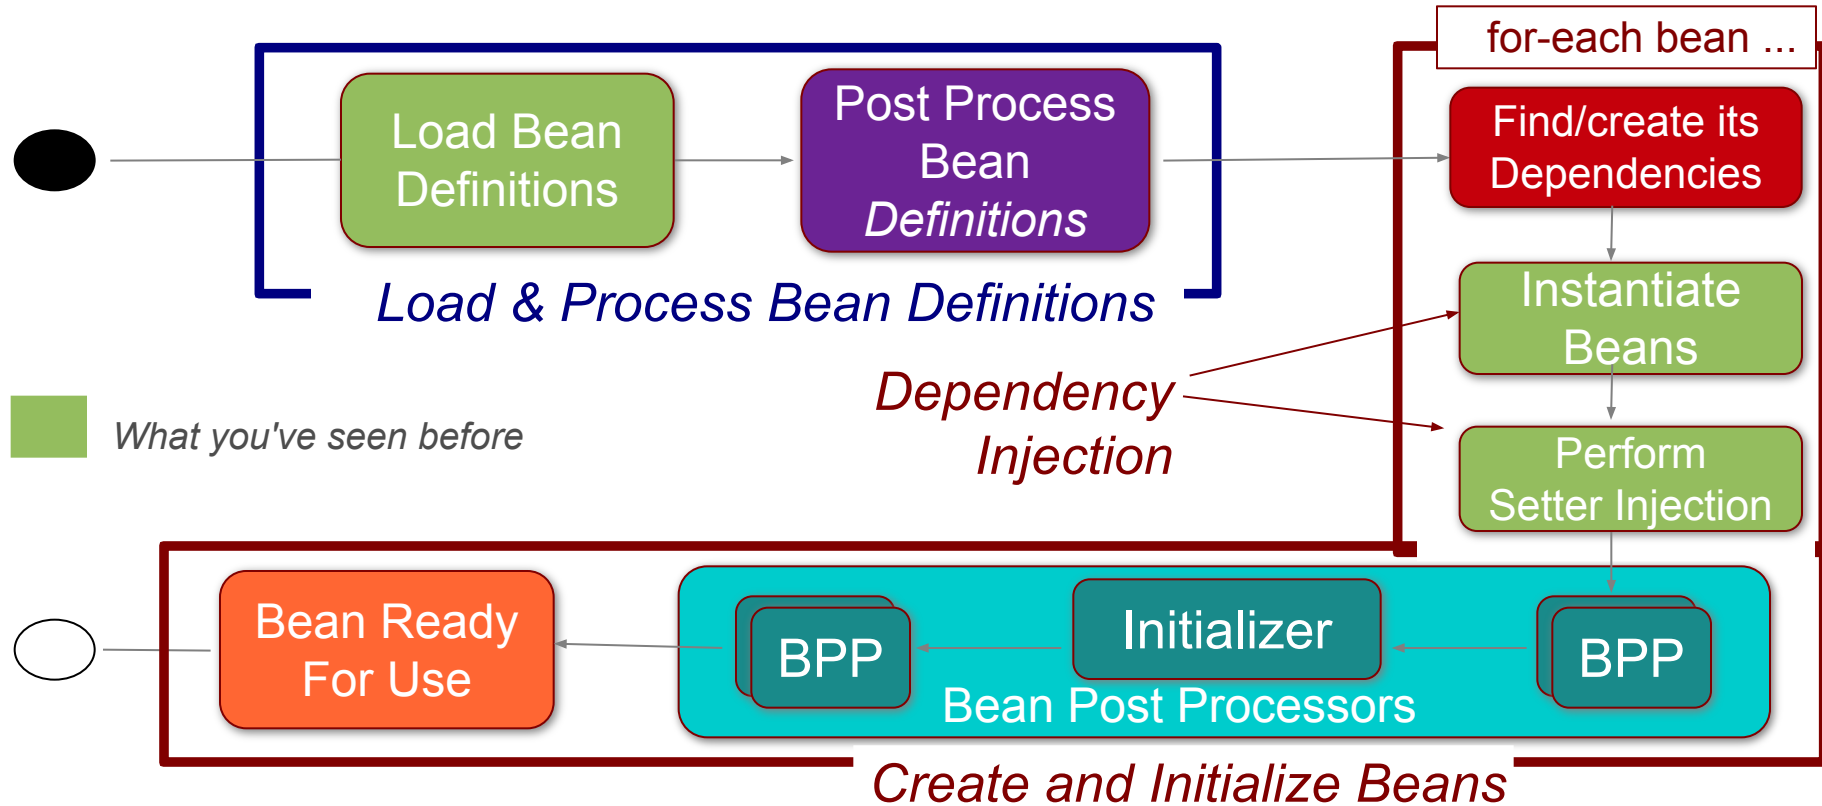 for-each bean ...
Load Bean
Definitions
Post Process
Bean
Definitions
Find/create its
Dependencies
Load & Process Bean Definitions
Instantiate
Beans
Dependency
Injection
What you've seen before
Perform
Setter Injection
Bean Ready
For Use
BPP
Initializer
BPP
Bean Post Processors
Create and Initialize Beans